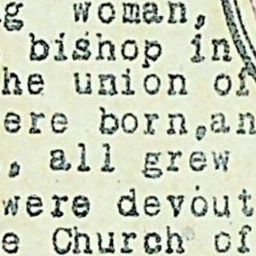 g woman,
bishop in
he union of
ere born,an
, all grew
were devout
e Church of